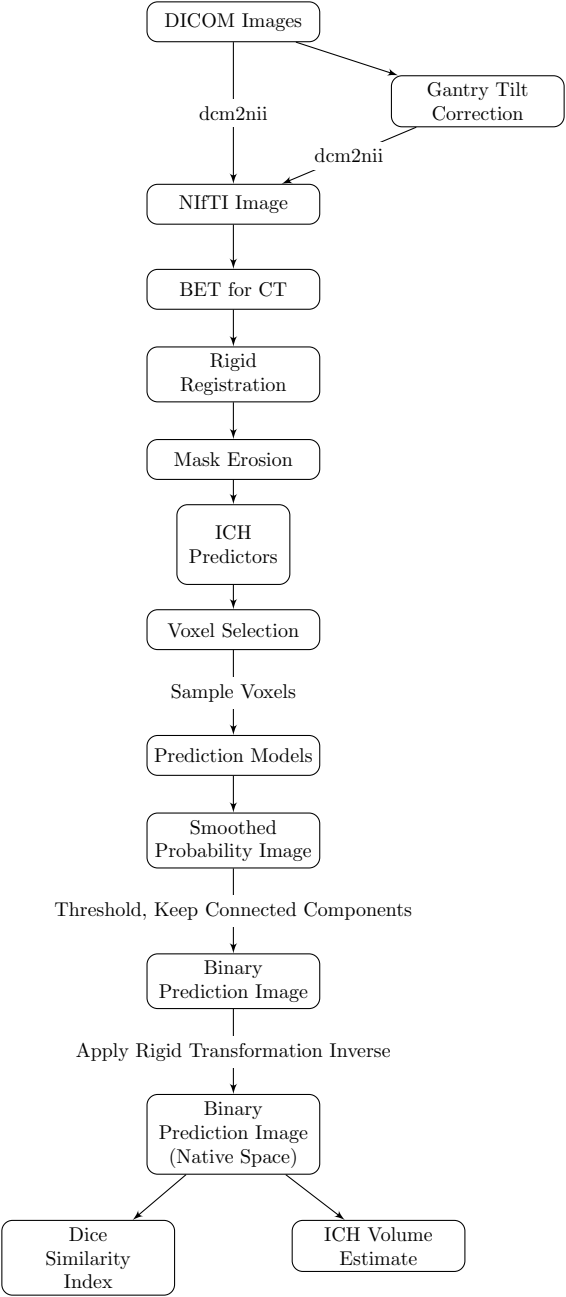 DICOM Images
Gantry Tilt
Correction
dcm2nii
dcm2nii
NIfTI Image
BET for CT
Rigid
Registration
Mask Erosion
ICH
Predictors
Voxel Selection
Sample Voxels
Prediction Models
Smoothed
Probability Image
Threshold, Keep Connected Components
Binary
Prediction Image
Apply Rigid Transformation Inverse
Binary
Prediction Image
(Native Space)
Dice
Similarity
Index
ICH Volume
Estimate